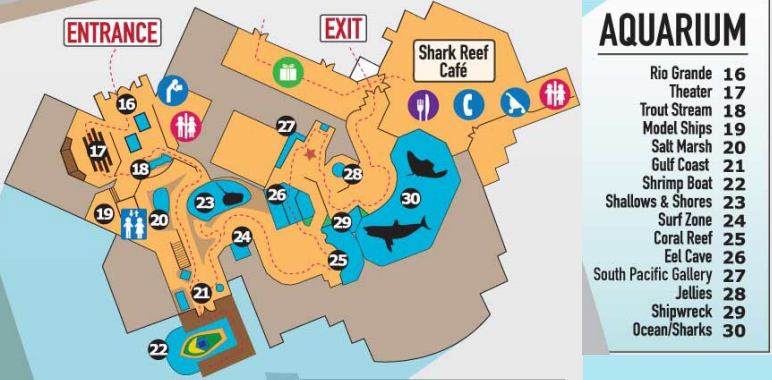 ENTRANCE
EXIT
Shark Reef
Café
16
17
18
19
20
21
22
23
24
25
26
27
28
29
30
AQUARIUM
Rio Grande 16
Theater 17
Trout Stream 18
Model Ships 19
Salt Marsh 20
Gulf Coast 21
Shrimp Boat 22
Shallows & Shores 23
Surf Zone 24
Coral Reef 25
Eel Cave 26
South Pacific Gallery 27
Jellies 28
Shipwreck 29
Ocean/Sharks 30